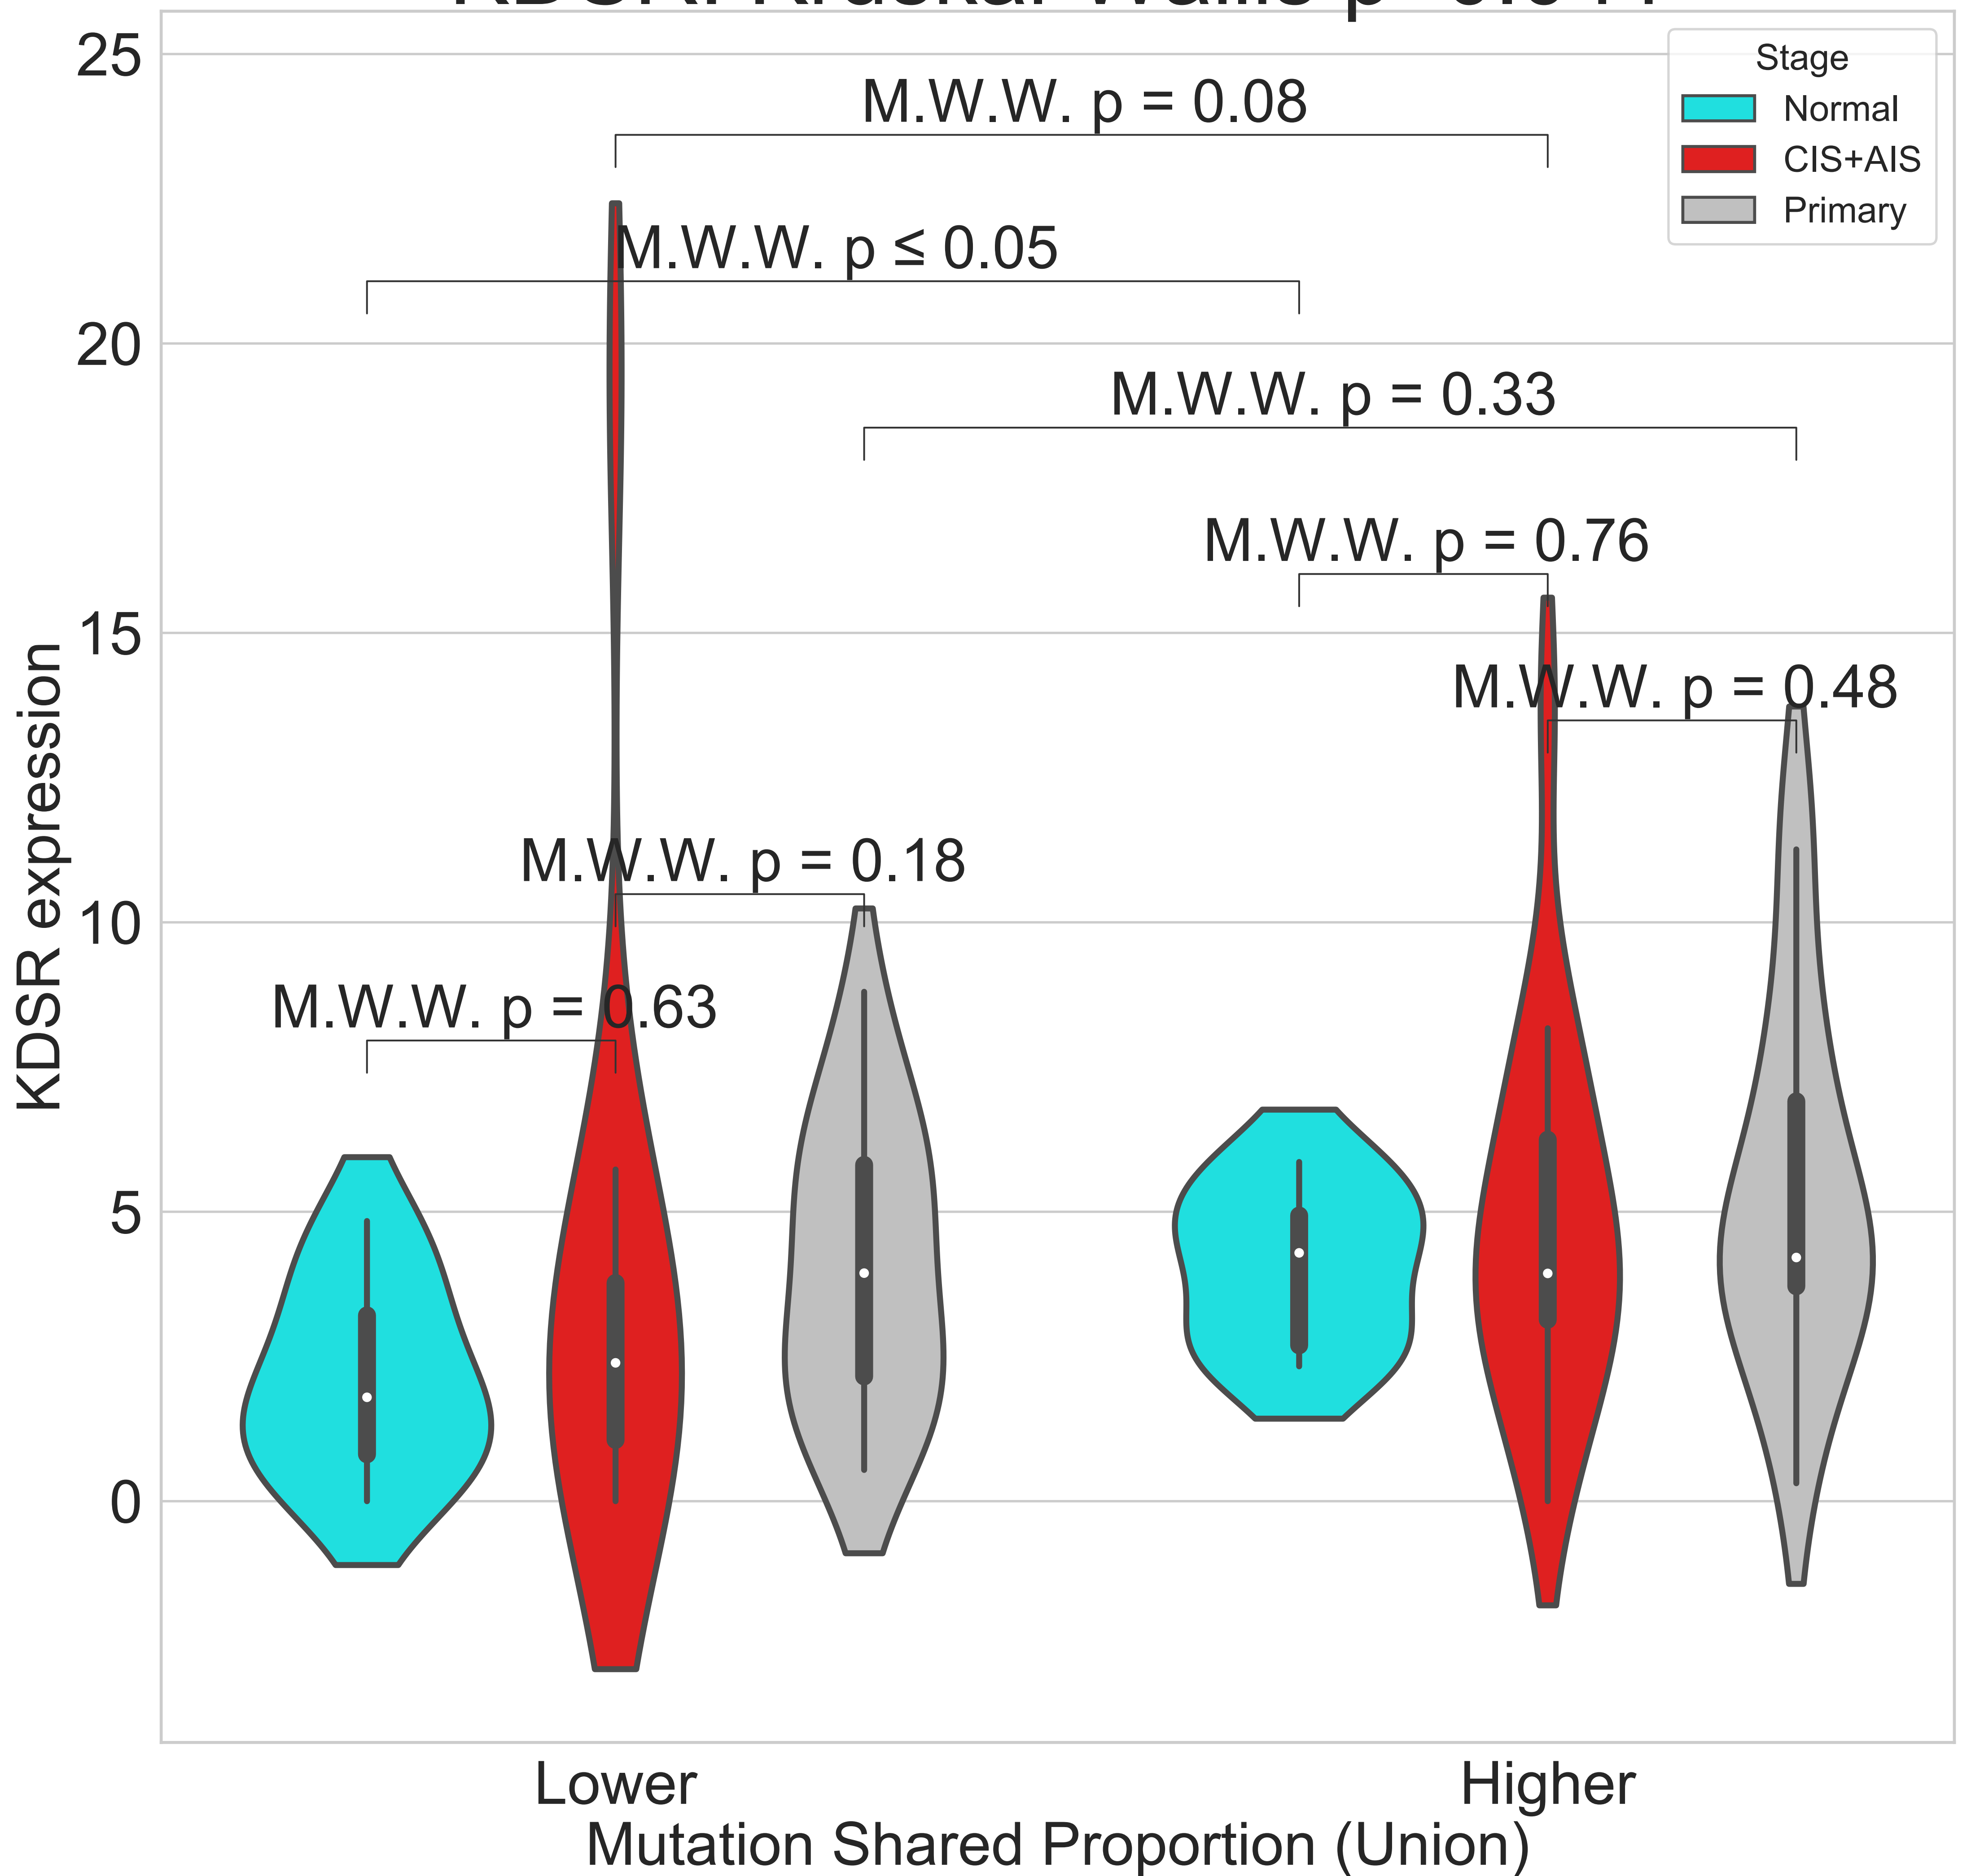 25
20
15
10
5
0
KDSR expression
M.W.W. p = 0.08
M.W.W. p ≤ 0.05
M.W.W. p = 0.33
M.W.W. p = 0.76
M.W.W. p = 0.48
M.W.W. p = 0.18
M.W.W. p = 0.63
Stage
Normal
CIS+AIS
Primary
Lower
Higher
Mutation Shared Proportion (Union)